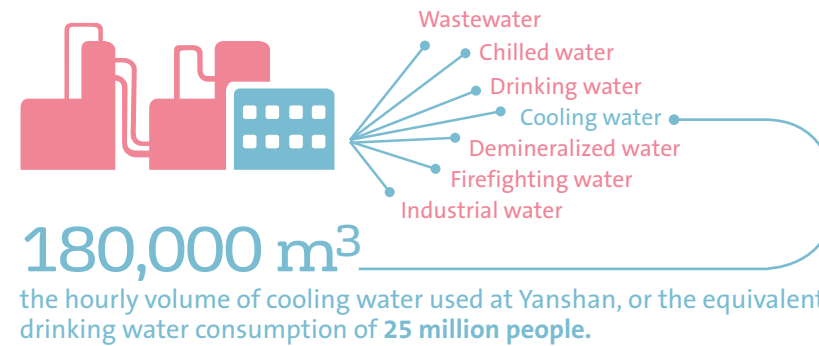 Wastewater
Chilled water
Drinking water
Cooling water
Demineralized water
Firefighting water
Industrial water
180,000 m³
the hourly volume of cooling water used at Yanshan, or the equivalent
drinking water consumption of 25 million people.